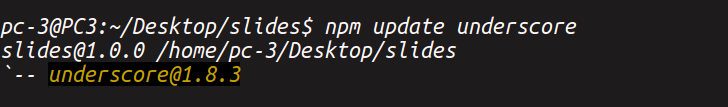 pc-3@PC3:~/Desktop/slides$ npm update underscore
slides@1.0.0 /home/pc-3/Desktop/slides
`-- underscore@1.8.3